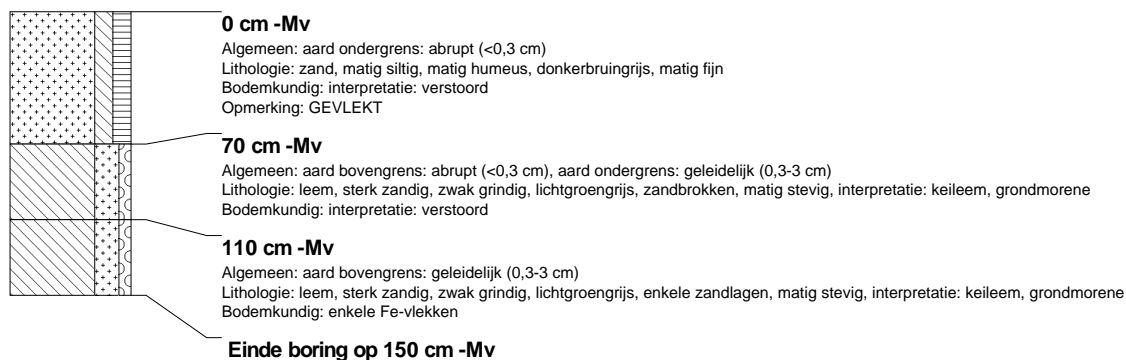 0 cm -Mv
Algemeen: aard ondergrens: abrupt (<0,3 cm)
Lithologie: zand, matig siltig, matig humeus, donkerbruingrijs, matig fijn
Bodemkundig: interpretatie: verstoord
Opmerking: GEVLEKT
70 cm -Mv
Algemeen: aard bovengrens: abrupt (<0,3 cm), aard ondergrens: geleidelijk (0,3-3 cm)
Lithologie: leem, sterk zandig, zwak grindig, lichtgroengrijs, zandbrokken, matig stevig, interpretatie: keileem, grondmorene
Bodemkundig: interpretatie: verstoord
110 cm -Mv
Algemeen: aard bovengrens: geleidelijk (0,3-3 cm)
Lithologie: leem, sterk zandig, zwak grindig, lichtgroengrijs, enkele zandlagen, matig stevig, interpretatie: keileem, grondmorene
Bodemkundig: enkele Fe-vlekken
Einde boring op 150 cm -Mv